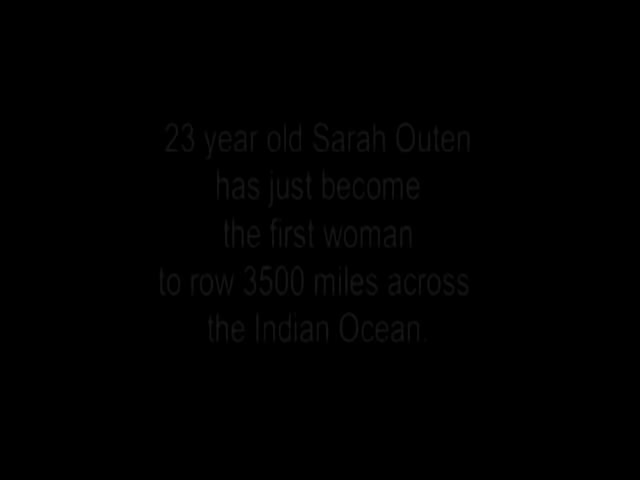 23 year old Sarah Outen
has just become
the first woman
to row 3500 miles across
the Indian Ocean.